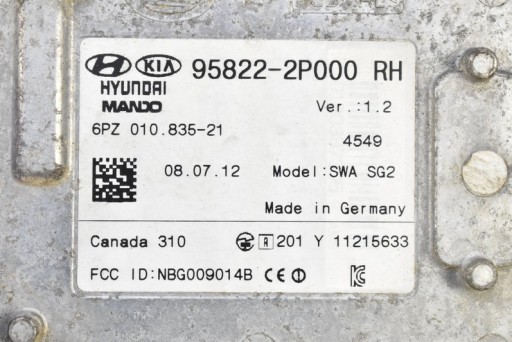 KIA 95822-2P000 RH
HYUNDAI
MANDO Ver.:1.2
6PZ 010.835-21
4549
08.07.12 Model:SWA SG2
Made in Germany
Canada 310 R 201 Y 11215633
FCC ID:NBG009014B CE